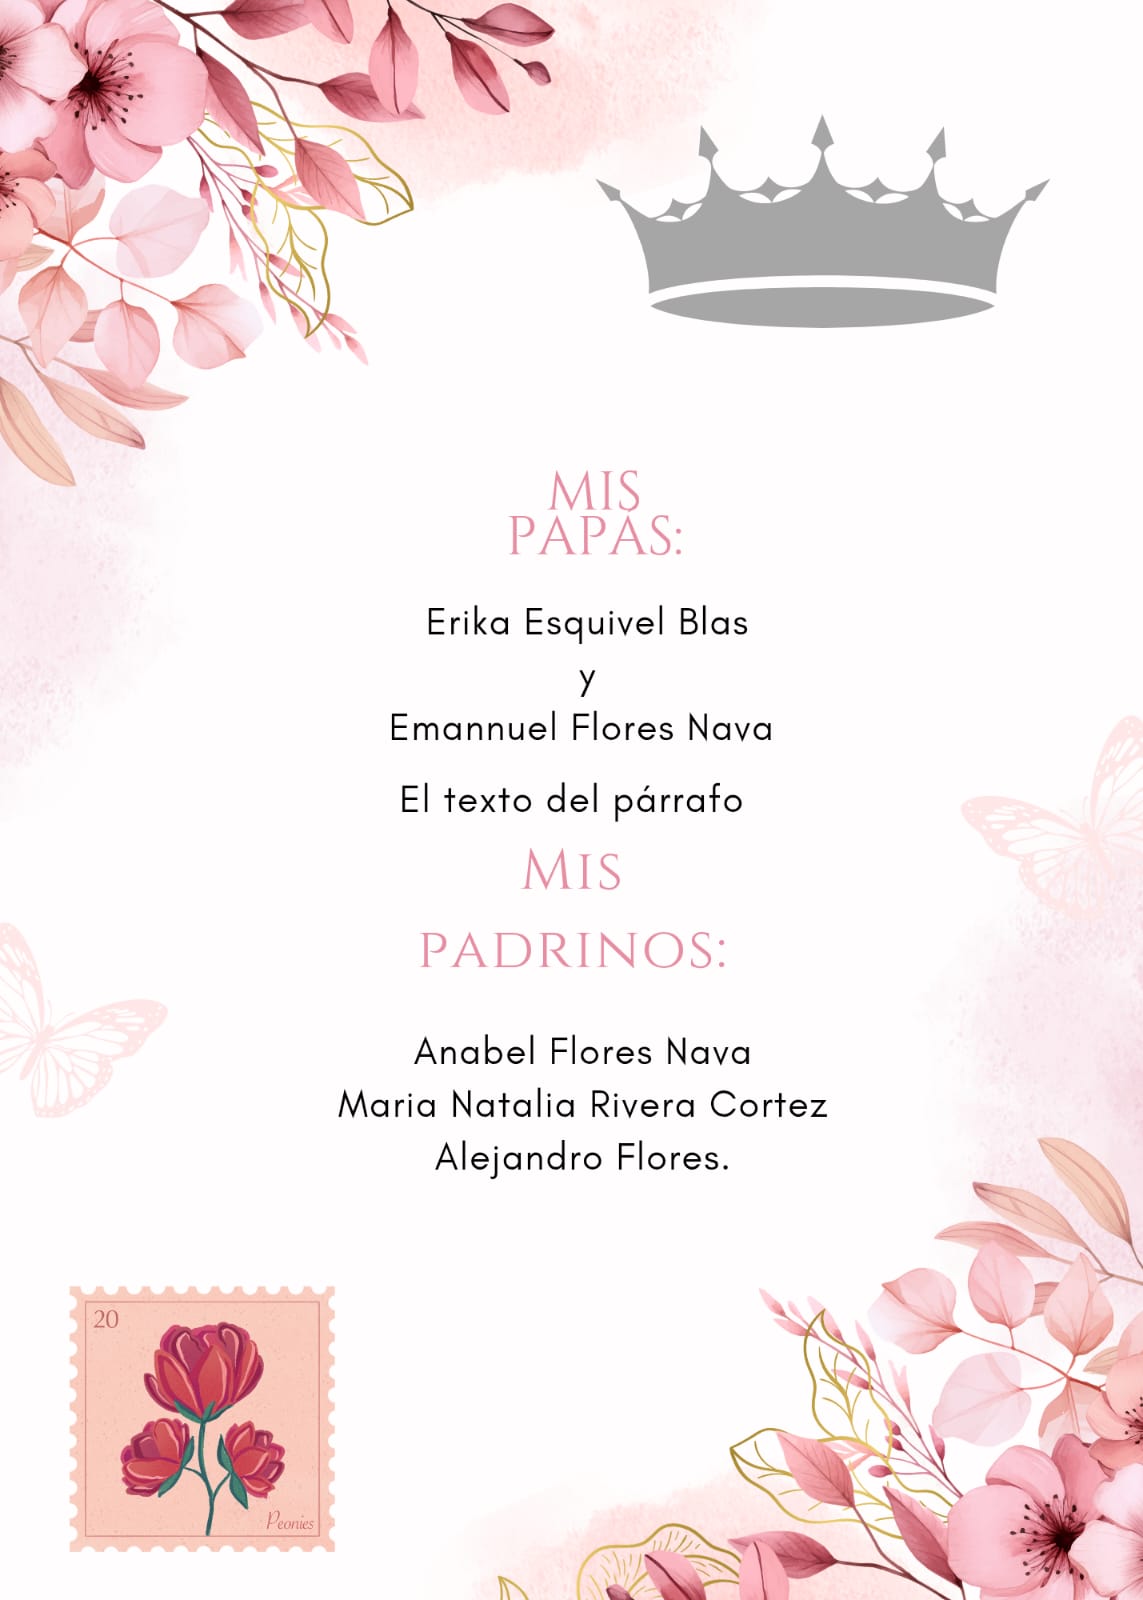 MIS
PAPÁS:
Erika Esquivel Blas
y
Emannuel Flores Nava
El texto del párrafo
Mis
padrinos:
Anabel Flores Nava
Maria Natalia Rivera Cortez
Alejandro Flores.
20
Peonies